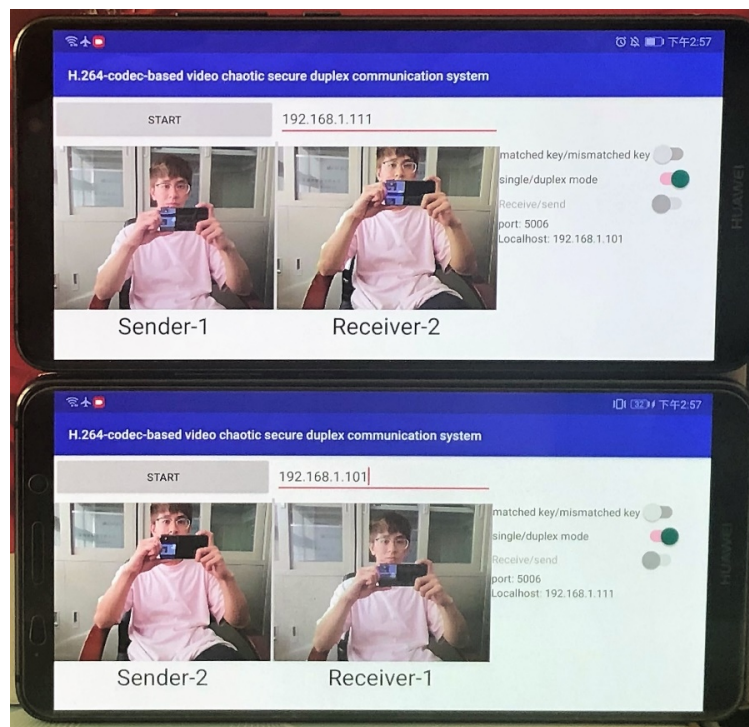 下午2:57
H.264-codec-based video chaotic secure duplex communication system
START
192.168.1.111
matched key/mismatched key
single/duplex mode
Receive/send
port: 5006
Localhost: 192.168.1.101
Sender-1
Receiver-2
HUAWEI
32
下午2:57
H.264-codec-based video chaotic secure duplex communication system
START
192.168.1.101
matched key/mismatched key
single/duplex mode
Receive/send
port: 5006
Localhost: 192.168.1.111
Sender-2
Receiver-1
HUAWEI